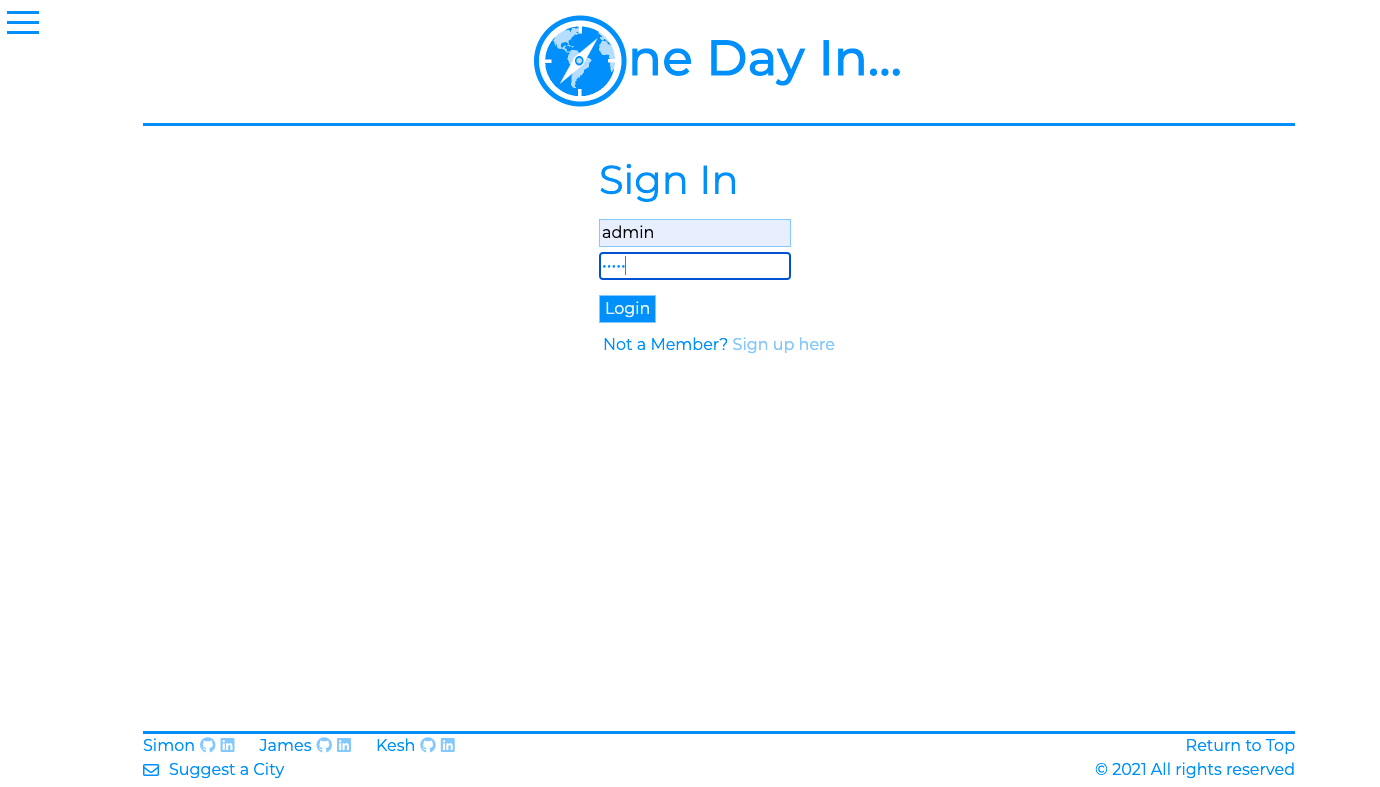 ne Day In...
Sign In
admin
•••••
Login
Not a Member? Sign up here
Simon James Kesh
Return to Top
Suggest a City
© 2021 All rights reserved